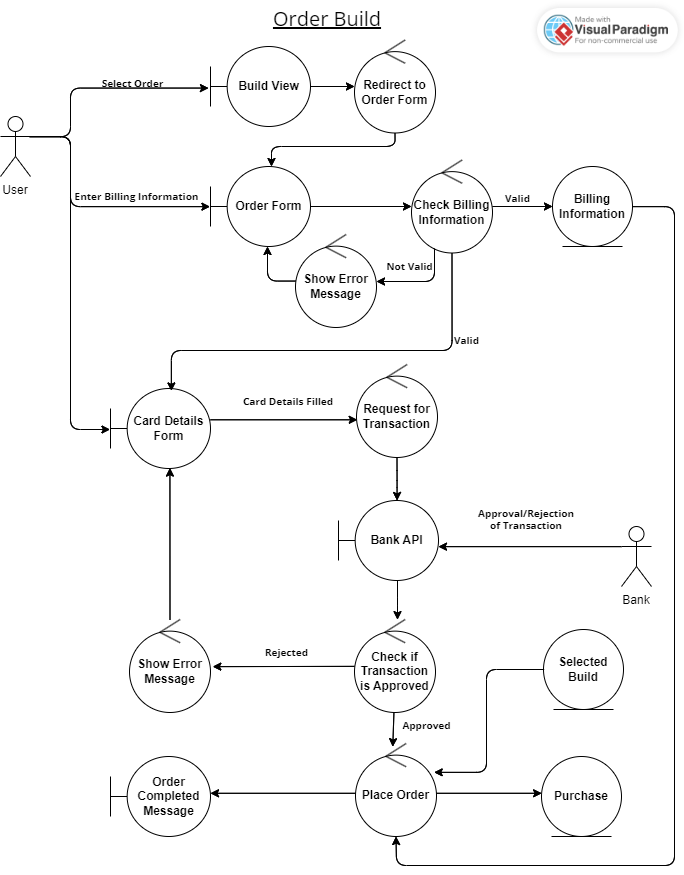 Order Build
Made with
VisualParadigm
For non-commercial use
Select Order
Build View
Redirect to
Order Form
User
Enter Billing Information
Order Form
Check Billing
Information
Valid
Billing
Information
Not Valid
Show Error
Message
Valid
Card Details
Form
Card Details Filled
Request for
Transaction
Approval/Rejection
of Transaction
Bank API
Bank
Show Error
Message
Rejected
Check if
Transaction
is Approved
Selected
Build
Approved
Order
Completed
Message
Place Order
Purchase